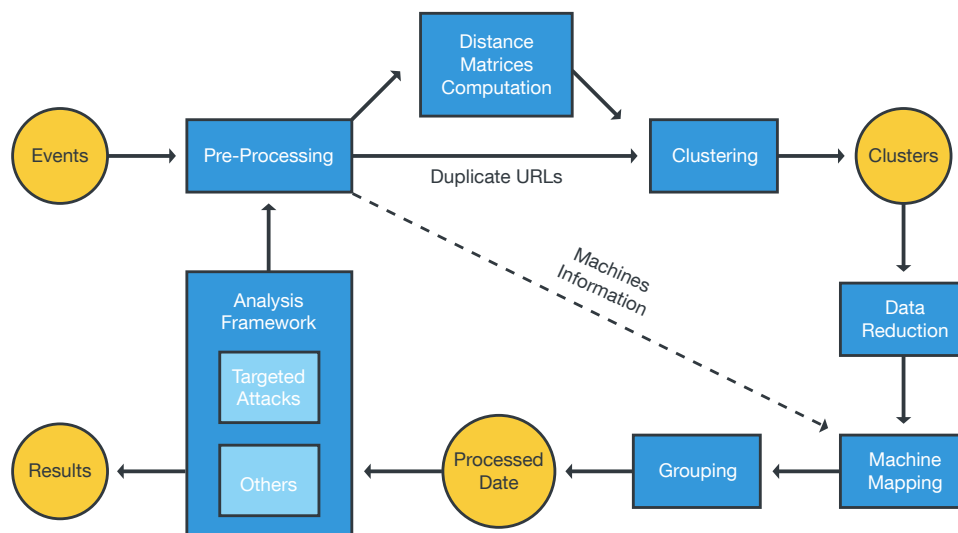 Distance
Matrices
Computation
Events
Pre-Processing
Clustering
Clusters
Duplicate URLs
Machines
Information
Analysis
Framework
Data
Reduction
Targeted
Attacks
Results
Others
Processed
Date
Grouping
Machine
Mapping